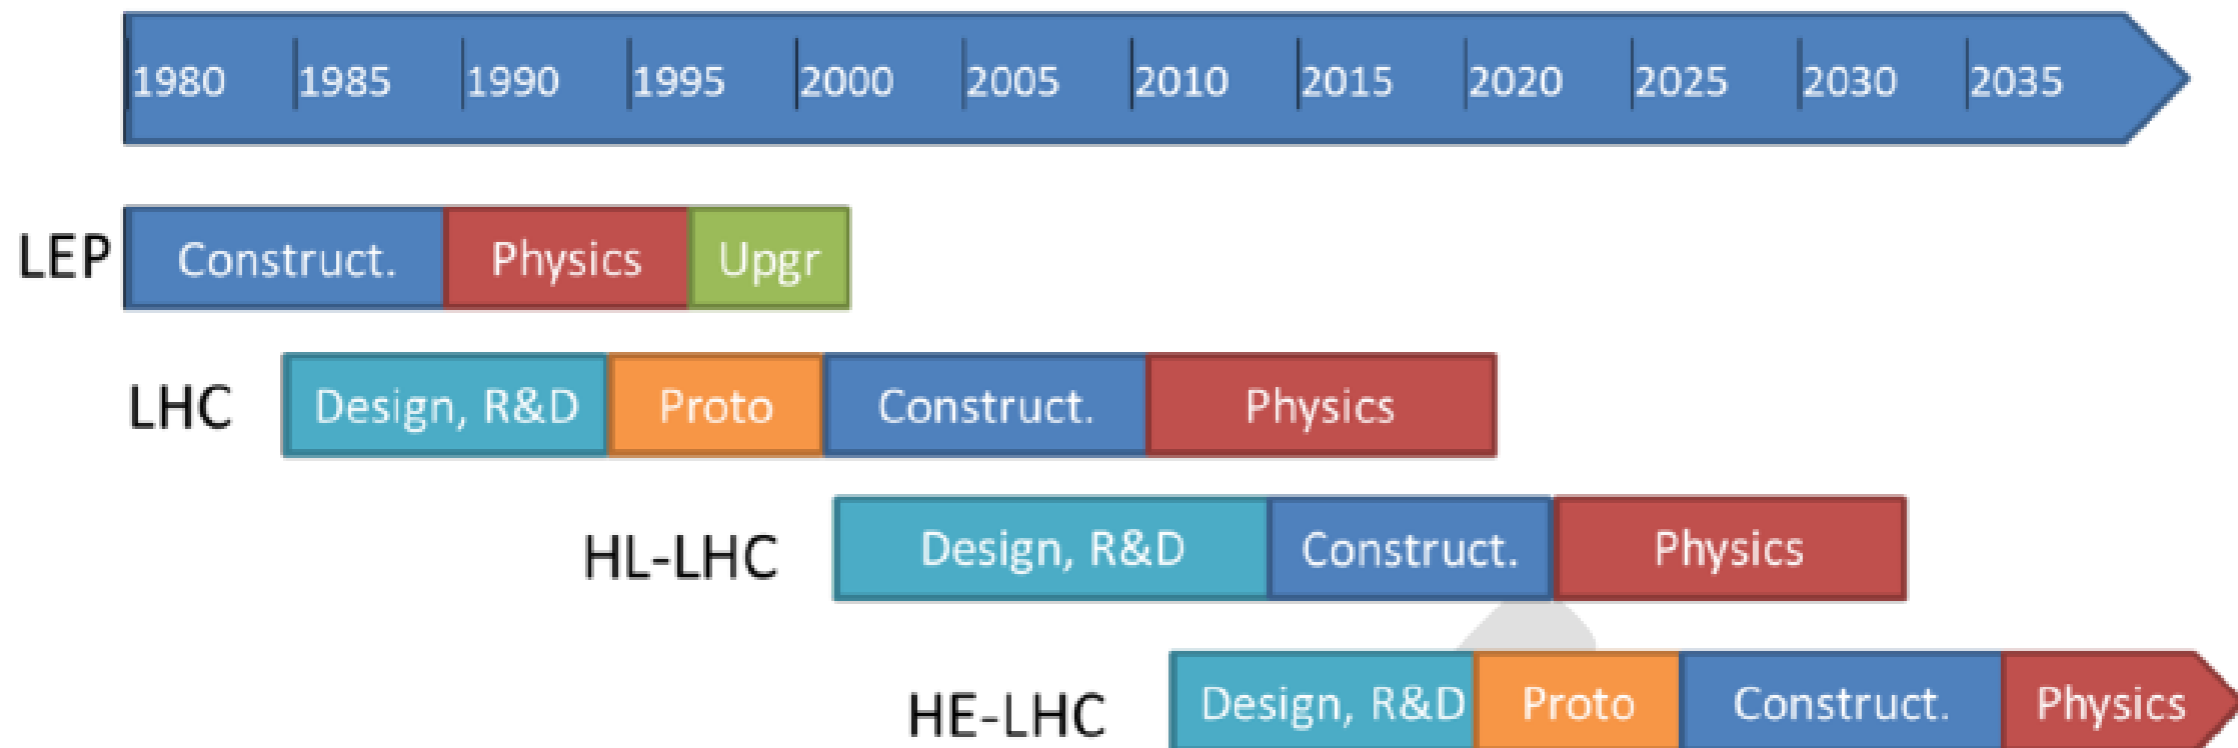 1980 1985 1990 1995 2000 2005 2010 2015 2020 2025 2030 2035
LEP Construct. Physics Upgr
LHC Design, R&D Proto Construct. Physics
HL-LHC Design, R&D Construct. Physics
HE-LHC Design, R&D Proto Construct. Physics